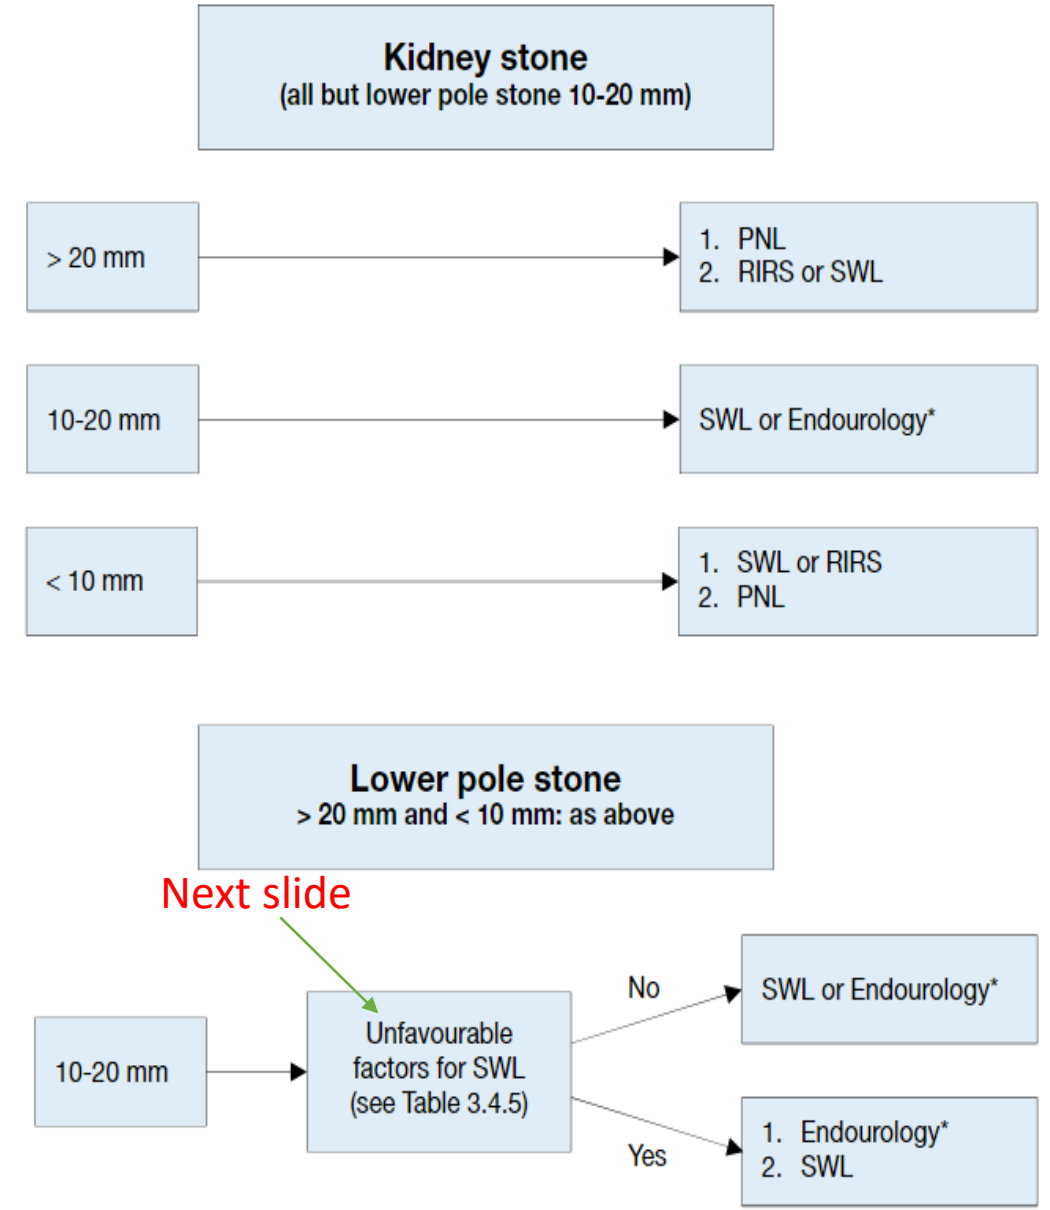 Kidney stone
(all but lower pole stone 10-20 mm)
> 20 mm
1. PNL
2. RIRS or SWL
10-20 mm
SWL or Endourology*
< 10 mm
1. SWL or RIRS
2. PNL
Lower pole stone
> 20 mm and < 10 mm: as above
Next slide
10-20 mm
Unfavourable
factors for SWL
(see Table 3.4.5)
No
SWL or Endourology*
Yes
1. Endourology*
2. SWL